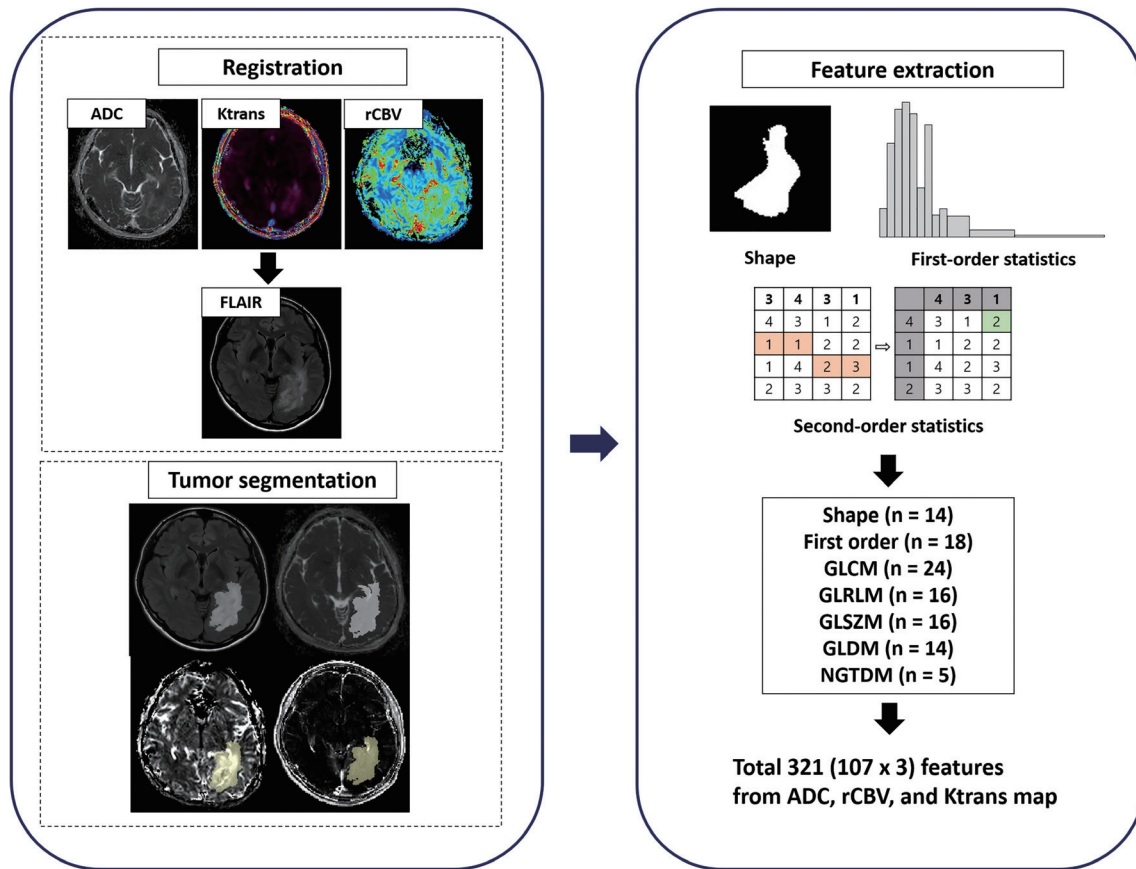 Registration
ADC
Ktrans
rCBV
FLAIR
Tumor segmentation
Feature extraction
Shape
First-order statistics
3 4 3 1
4 3 1 2
1 1 2 2
1 4 2 3
2 3 3 2
⇨
4 3 1
4 3 1 2
1 1 2 2
1 4 2 3
2 3 3 2
Second-order statistics
Shape (n = 14)
First order (n = 18)
GLCM (n = 24)
GLRLM (n = 16)
GLSZM (n = 16)
GLDM (n = 14)
NGTDM (n = 5)
Total 321 (107 x 3) features
from ADC, rCBV, and Ktrans map